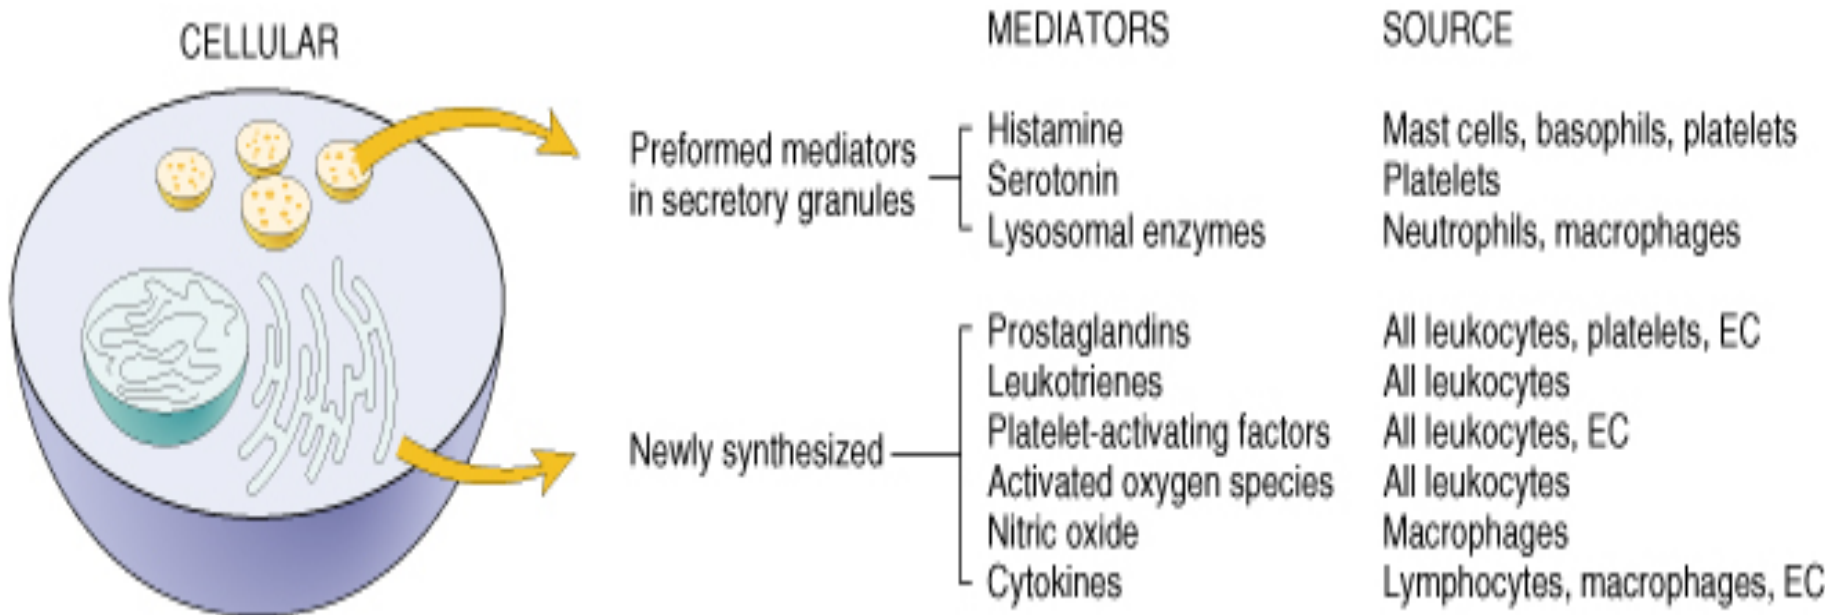 CELLULAR
MEDIATORS SOURCE
Preformed mediators
in secretory granules
Histamine Mast cells, basophils, platelets
Serotonin Platelets
Lysosomal enzymes Neutrophils, macrophages
Newly synthesized
Prostaglandins All leukocytes, platelets, EC
Leukotrienes All leukocytes
Platelet-activating factors All leukocytes, EC
Activated oxygen species All leukocytes
Nitric oxide Macrophages
Cytokines Lymphocytes, macrophages, EC